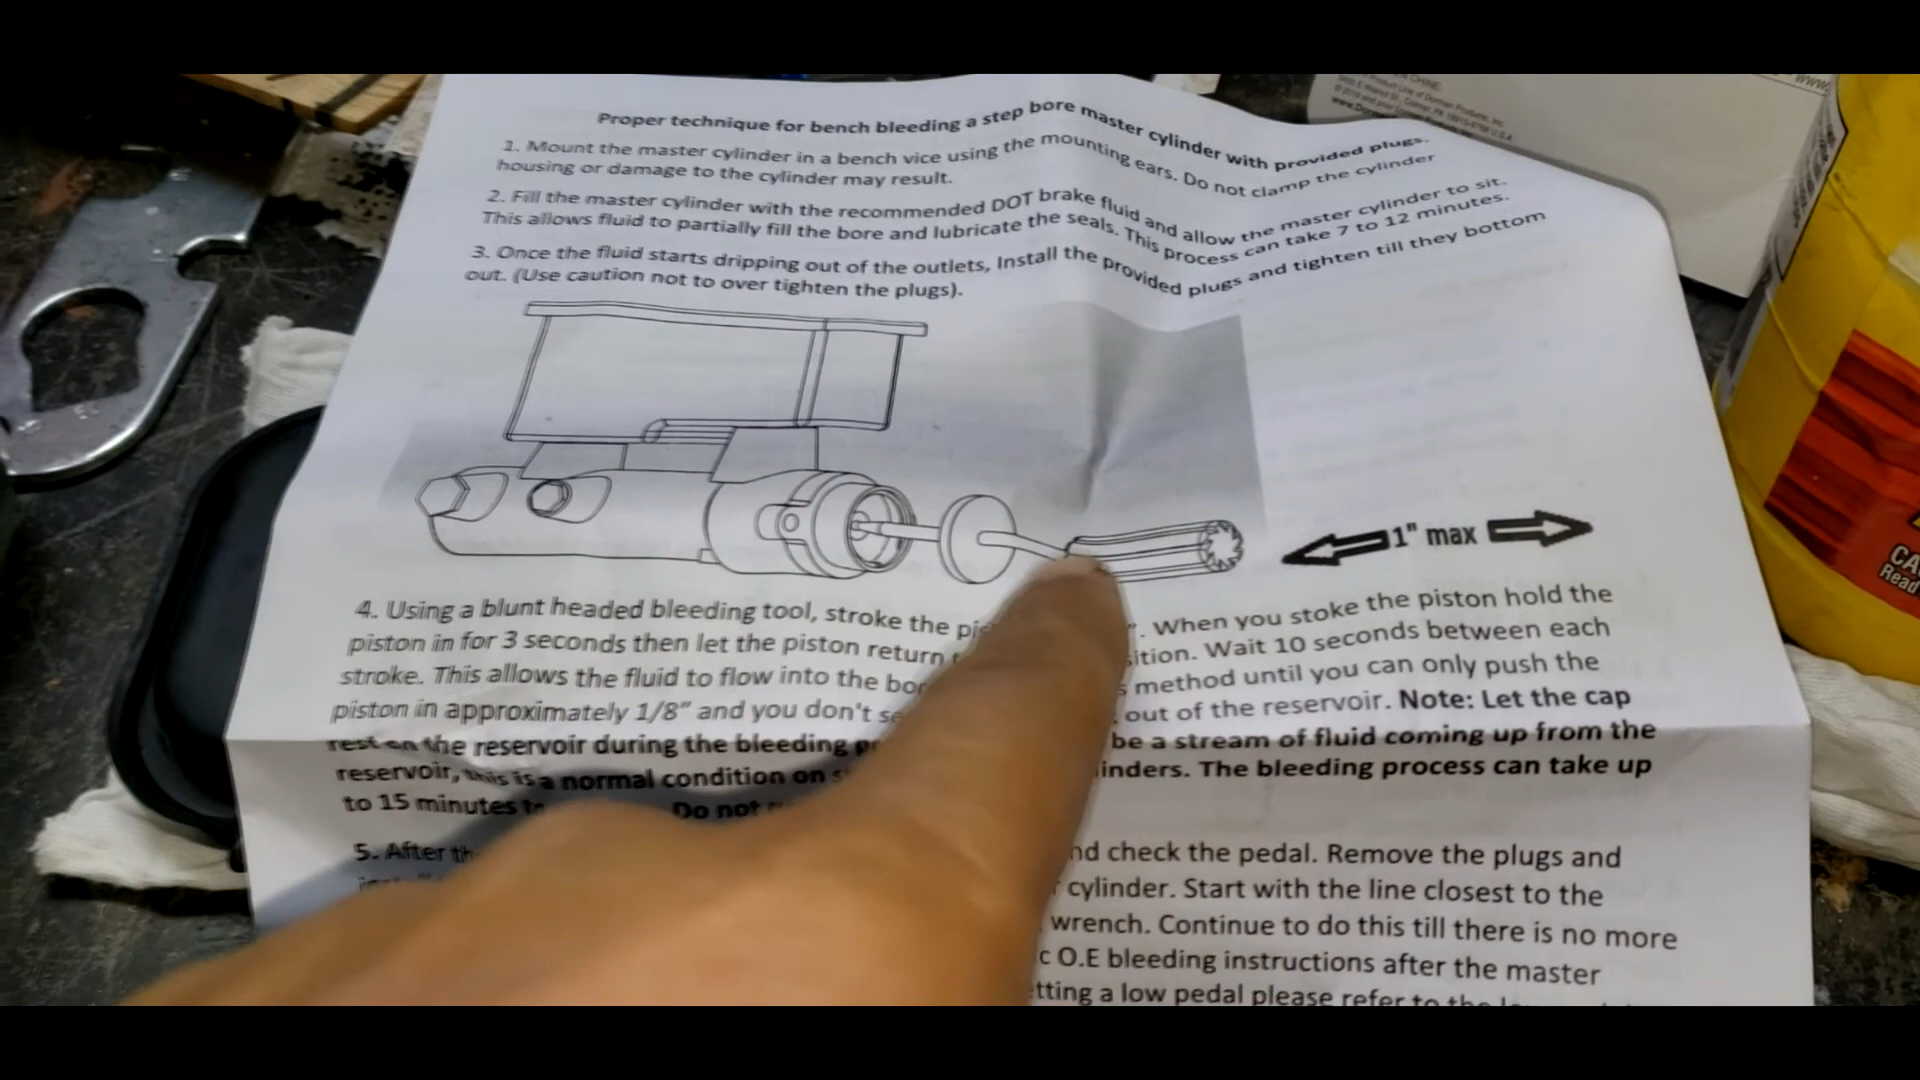 Proper technique for bench bleeding a step bore master cylinder with provided plugs.
1. Mount the master cylinder in a bench vice using the mounting ears. Do not clamp the cylinder
housing or damage to the cylinder may result.
2. Fill the master cylinder with the recommended DOT brake fluid and allow the master cylinder to sit.
This allows fluid to partially fill the bore and lubricate the seals. This process can take 7 to 12 minutes.
3. Once the fluid starts dripping out of the outlets, Install the provided plugs and tighten till they bottom
out. (Use caution not to over tighten the plugs).
1" max
4. Using a blunt headed bleeding tool, stroke the ". When you stoke the piston hold the
piston in for 3 seconds then let the piston return Wait 10 seconds between each
stroke. This allows the fluid to flow into the method until you can only push the
piston in approximately 1/8" and you don't out of the reservoir. Note: Let the cap
rest on the reservoir during the bleeding be a stream of fluid coming up from the
reservoir, this is a normal condition on The bleeding process can take up
to 15 minutes Do not
5. After check the pedal. Remove the plugs and
cylinder. Start with the line closest to the
wrench. Continue to do this till there is no more
O.E bleeding instructions after the master
a low pedal please refer to the
www.
Product Line of Dorman Products, Inc.
CA
Read